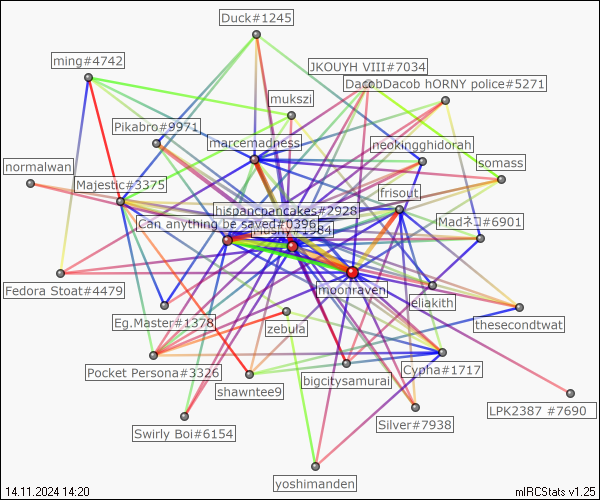 Duck#1245
ming#4742
JKOUYH VIII#7034
DacobDacob hORNY police#5271
mukszi
Pikabro#9971
marcemadness
neokingghidorah
normalwan
somass
Majestic#3375
frisout
hispancpancakes#2928
Can anything be saved#0396
Madネコ#6901
moonraven
Fedora Stoat#4479
eliakith
Eg.Master#1378
zebula
thesecondtwat
Pocket Persona#3326
bigcitysamurai
Cypha#1717
shawntee9
LPK2387 #7690
Swirly Boi#6154
Silver#7938
yoshimanden
14.11.2024 14:20
mIRCStats v1.25